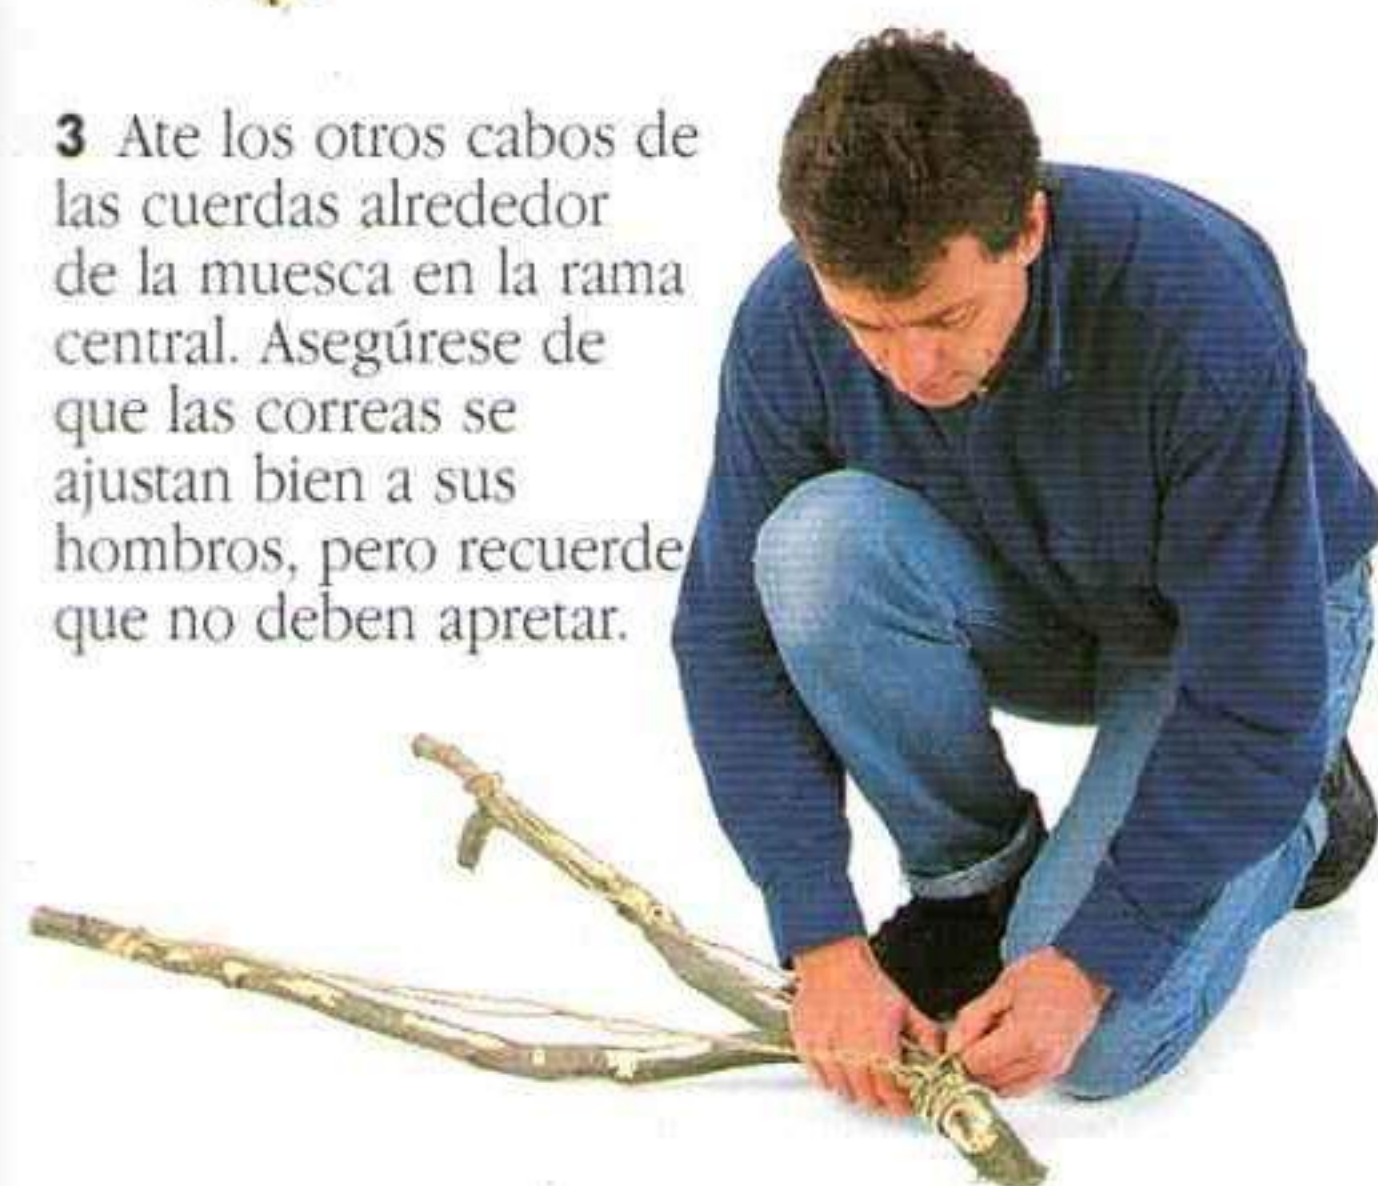 3 Ate los otros cabos de
las cuerdas alrededor
de la muesca en la rama
central. Asegúrese de
que las correas se
ajustan bien a sus
hombros, pero recuerde
que no deben apretar.